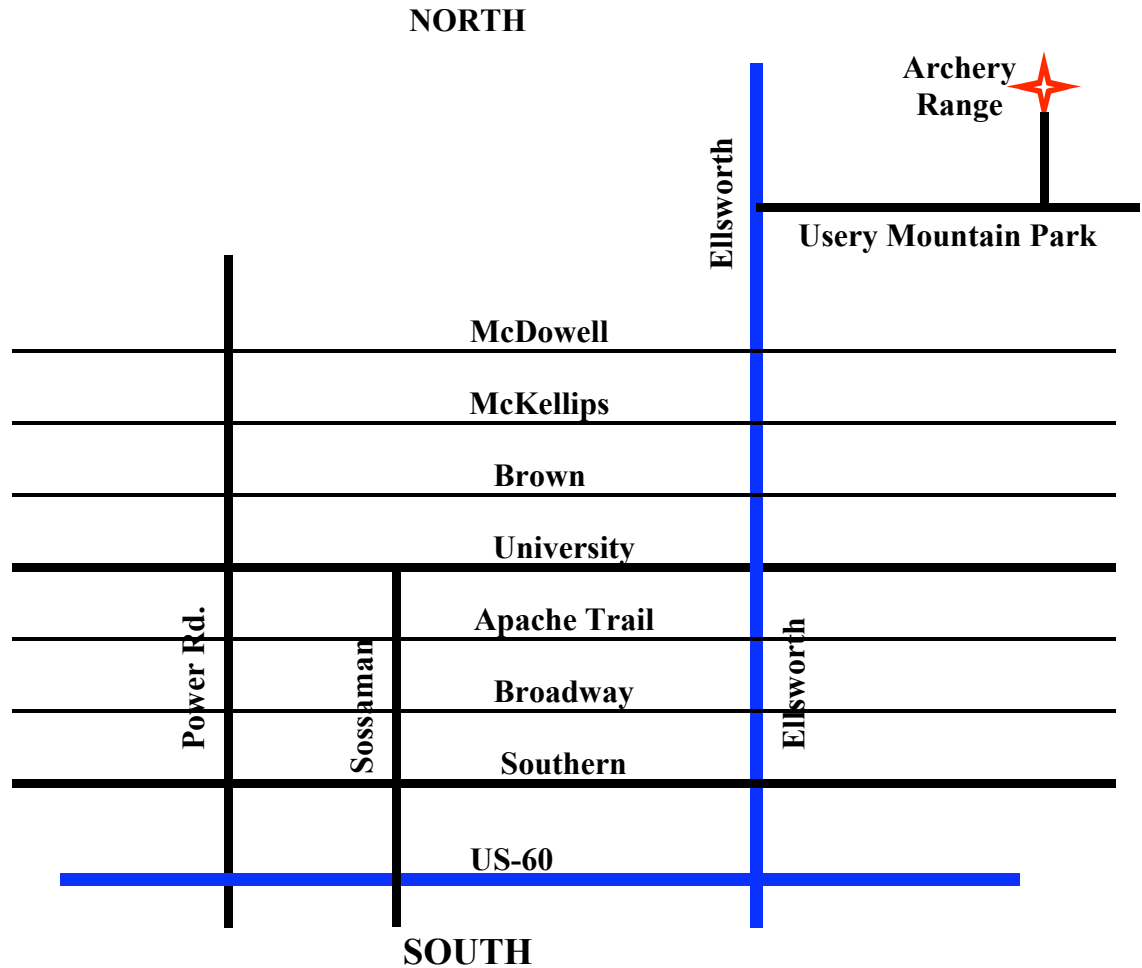 NORTH
Archery
Range
Ellsworth
Usery Mountain Park
McDowell
McKellips
Brown
University
Power Rd.
Sossaman
Apache Trail
Ellsworth
Broadway
Southern
US-60
SOUTH